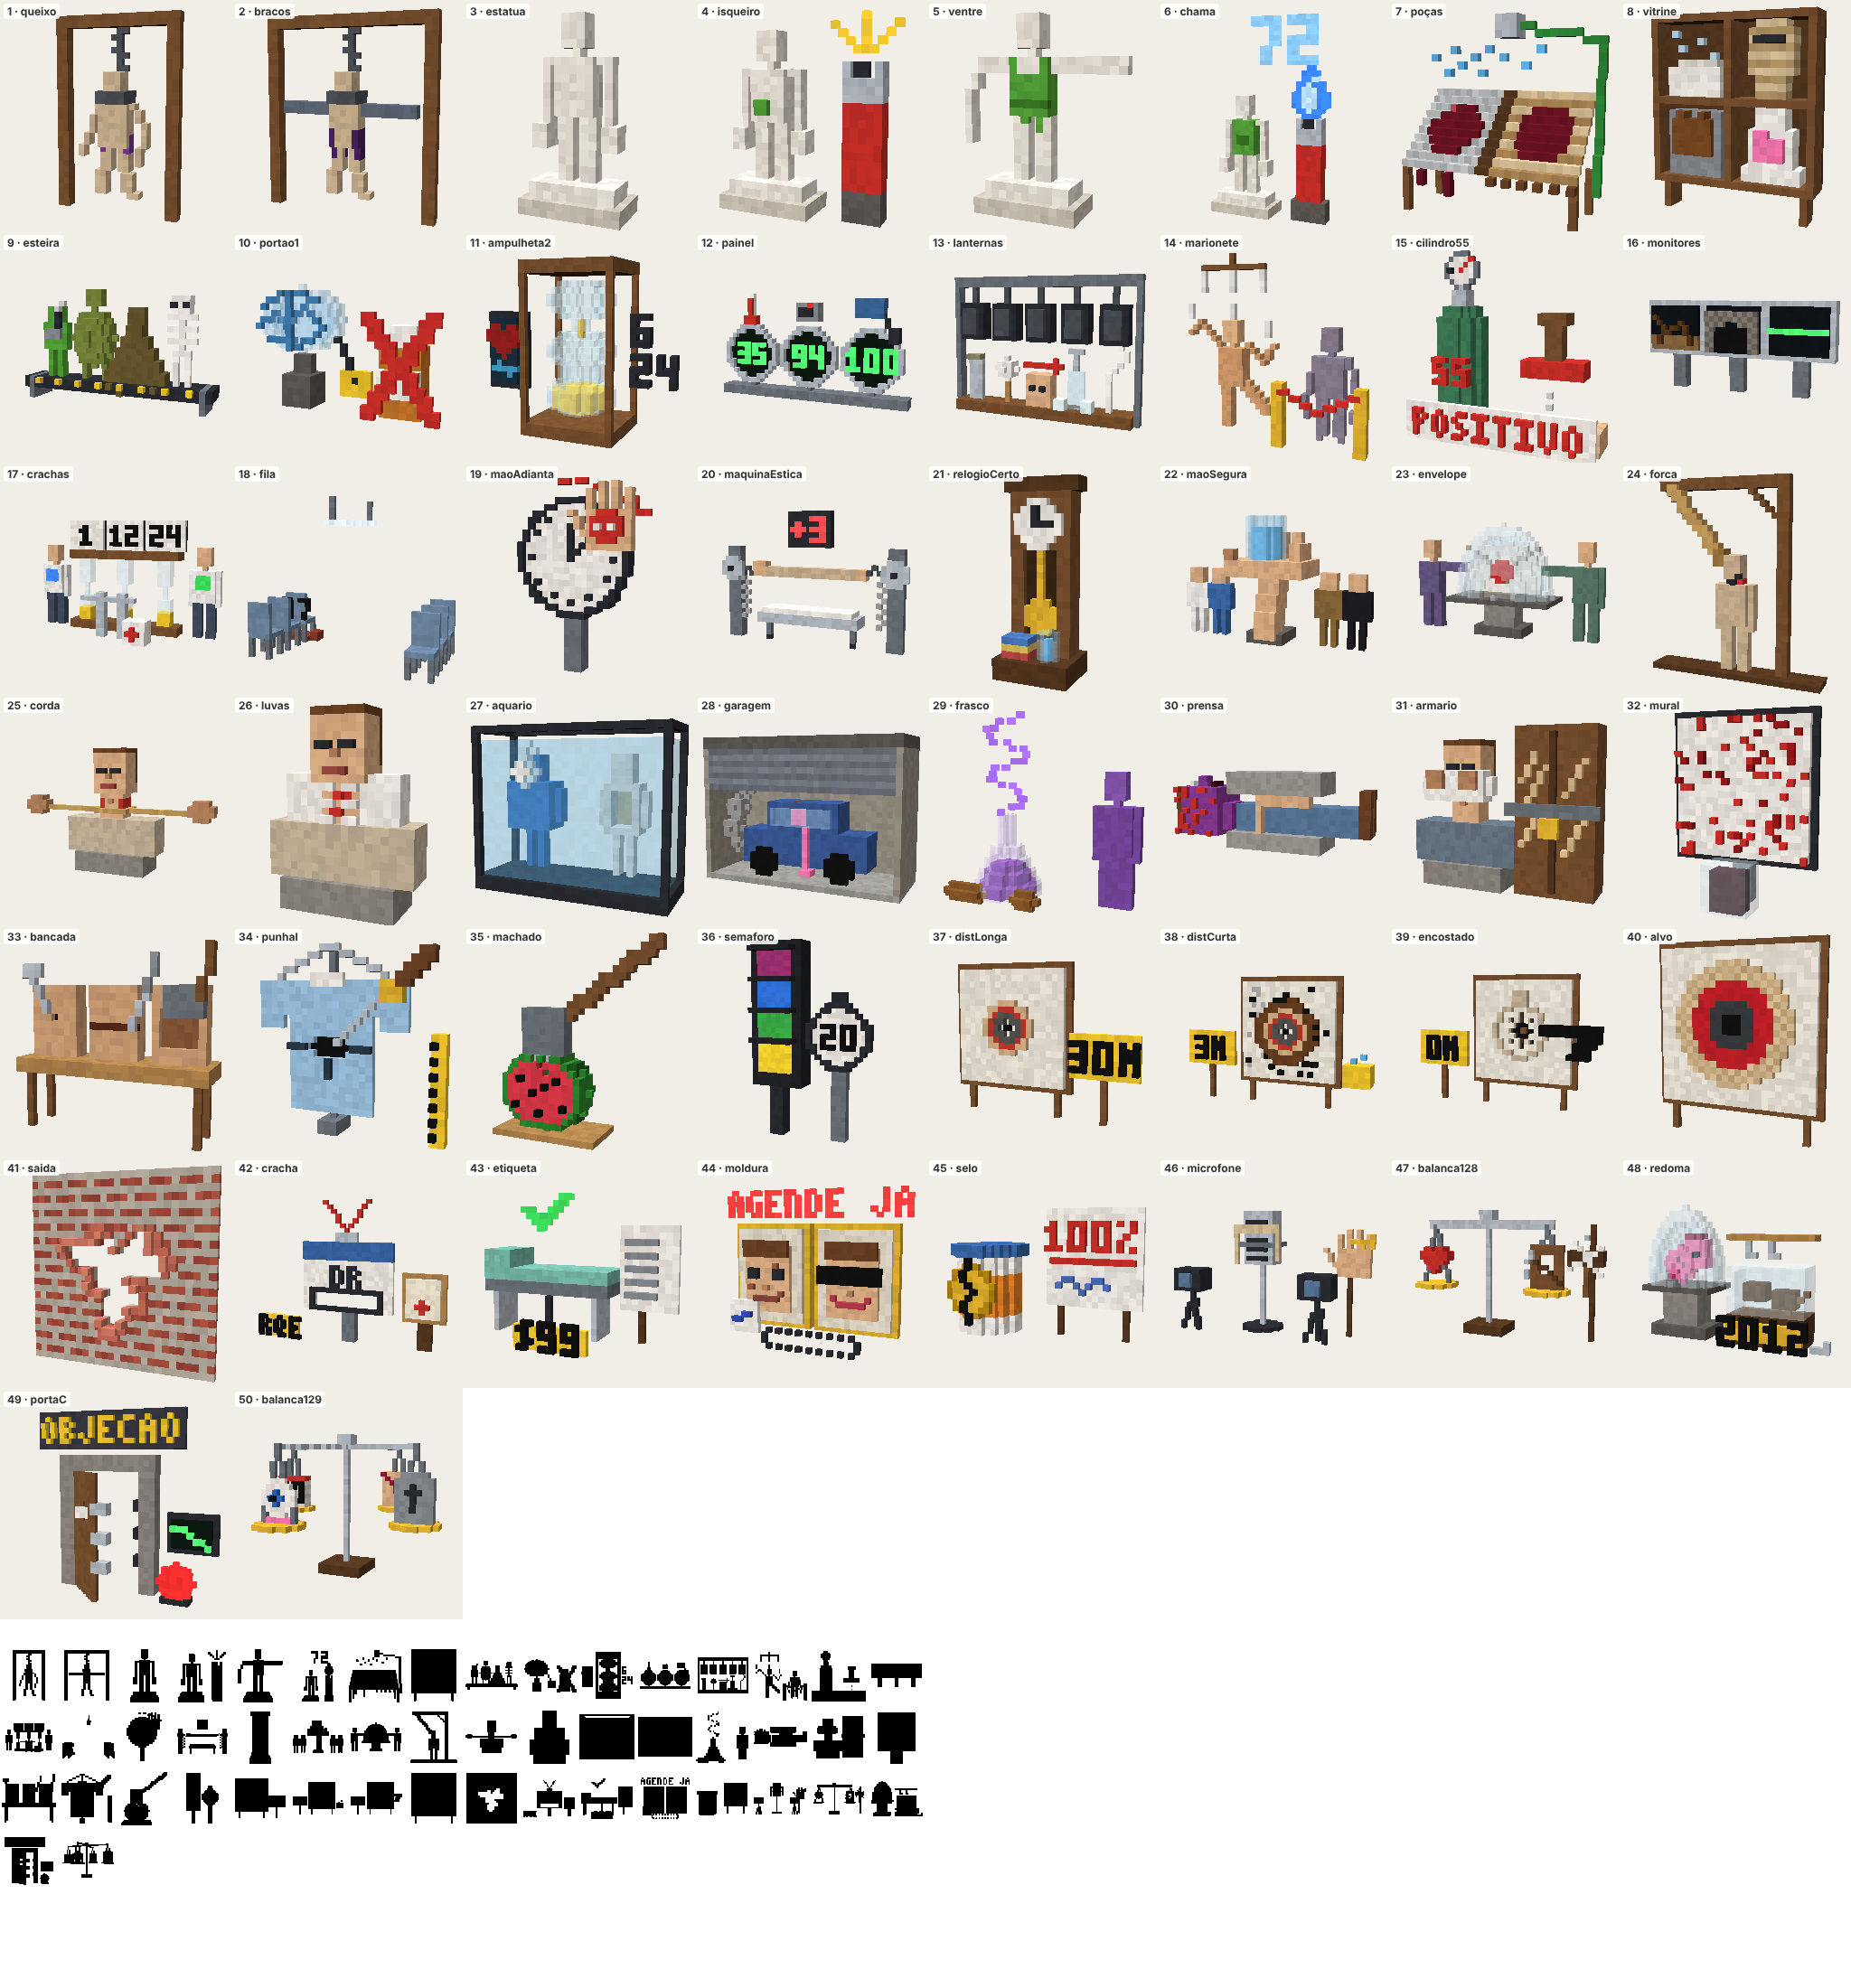 1 · queixo
2 · bracos
3 · estatua
4 · isqueiro
5 · ventre
6 · chama
72
7 · poças
8 · vitrine
9 · esteira
10 · portao1
11 · ampulheta2
6
24
12 · painel
35 94 100
13 · lanternas
14 · marionete
15 · cilindro55
55
POSITIVO
16 · monitores
17 · crachas
1 12 24
18 · fila
19 · maoAdianta
20 · maquinaEstica
+3
21 · relogioCerto
22 · maoSegura
23 · envelope
24 · forca
25 · corda
26 · luvas
27 · aquario
28 · garagem
29 · frasco
30 · prensa
31 · armario
32 · mural
33 · bancada
34 · punhal
35 · machado
36 · semaforo
20
37 · distLonga
30M
38 · distCurta
3M
39 · encostado
0M
40 · alvo
41 · saida
42 · cracha
DR
43 · etiqueta
44 · moldura
AGENDE JA
45 · selo
100%
46 · microfone
47 · balanca128
48 · redoma
2012
49 · portaC
OBJECAO
50 · balanca129
72
6
24
AGENDE JA